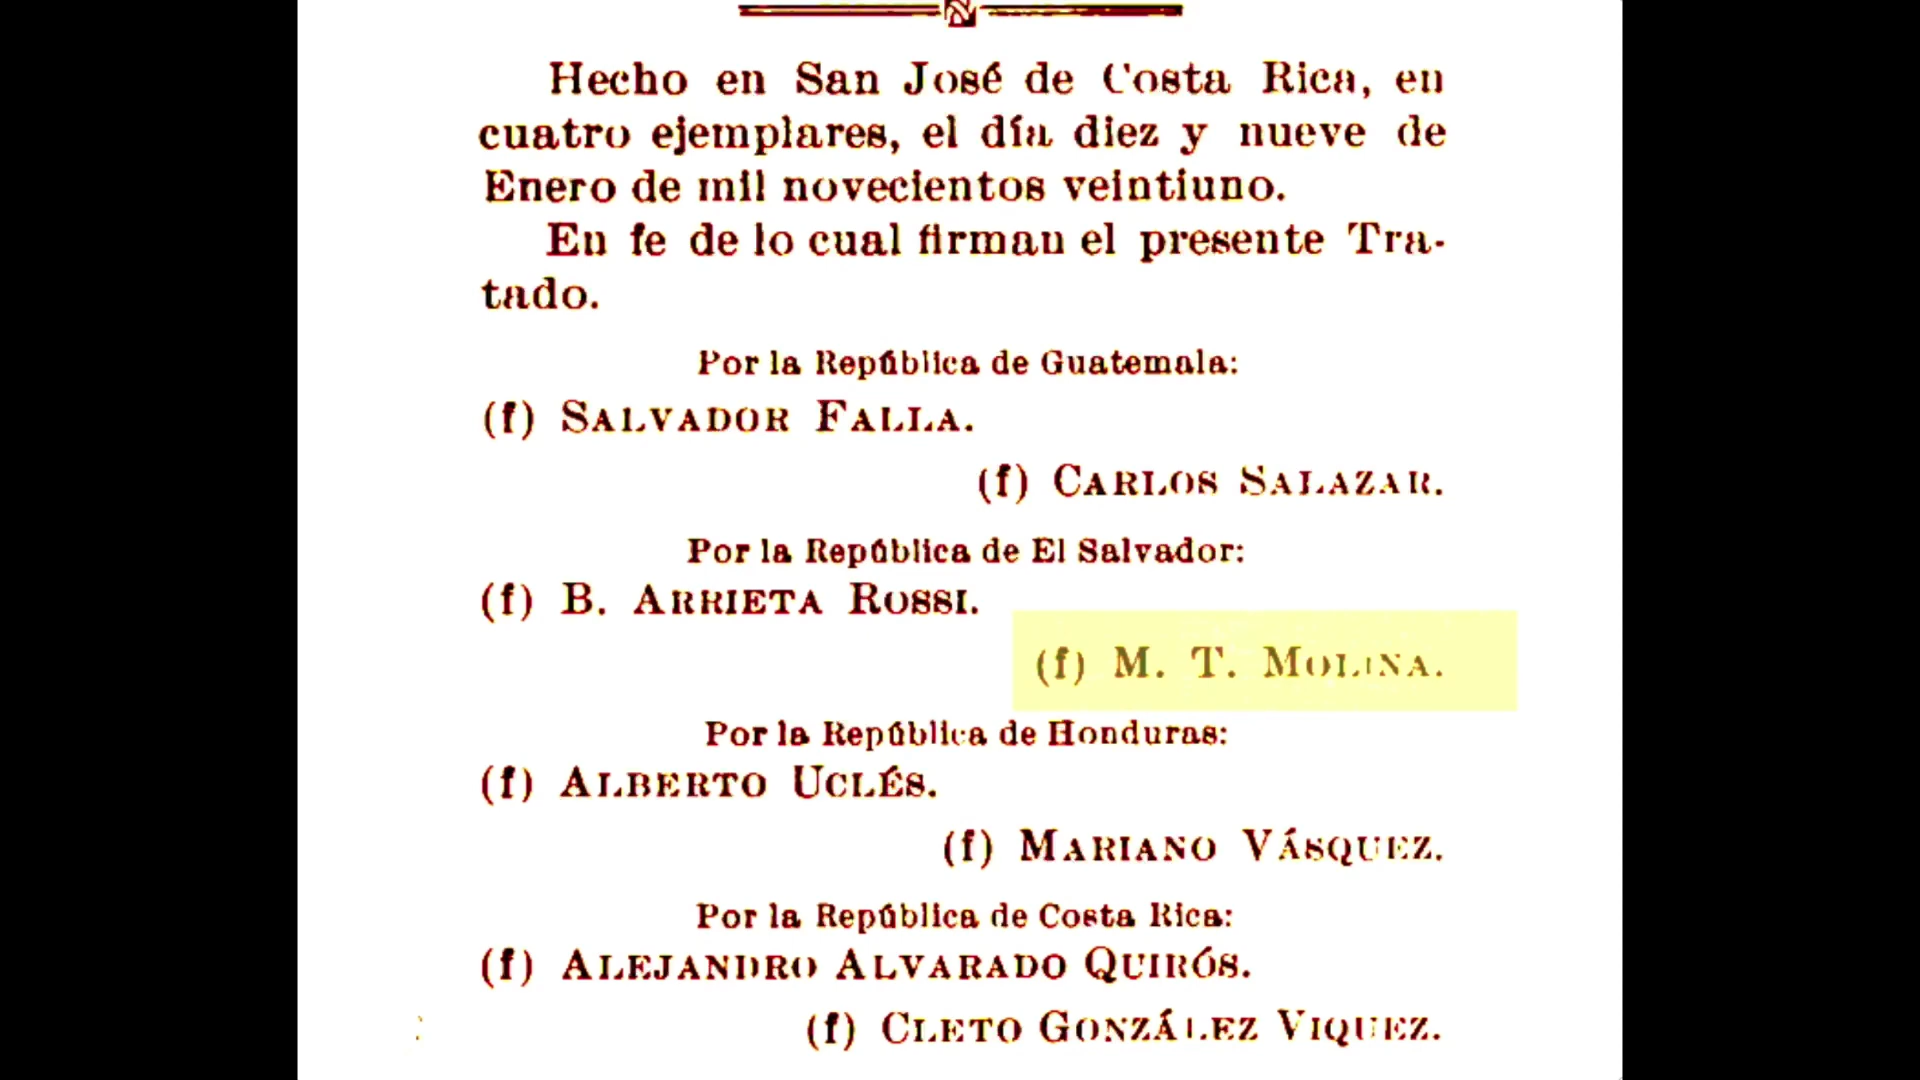 Hecho en San José de Costa Rica, en
cuatro ejemplares, el día diez y nueve de
Enero de mil novecientos veintiuno.
En fe de lo cual firman el presente Tra-
tado.
Por la República de Guatemala:
(f) SALVADOR FALLA.
(f) CARLOS SALAZAR.
Por la República de El Salvador:
(f) B. ARRIETA ROSSI.
(f) M. T. MOLINA.
Por la República de Honduras:
(f) ALBERTO UCLÉS.
(f) MARIANO VÁSQUEZ.
Por la República de Costa Rica:
(f) ALEJANDRO ALVARADO QUIRÓS.
(f) CLETO GONZÁLEZ VIQUEZ.